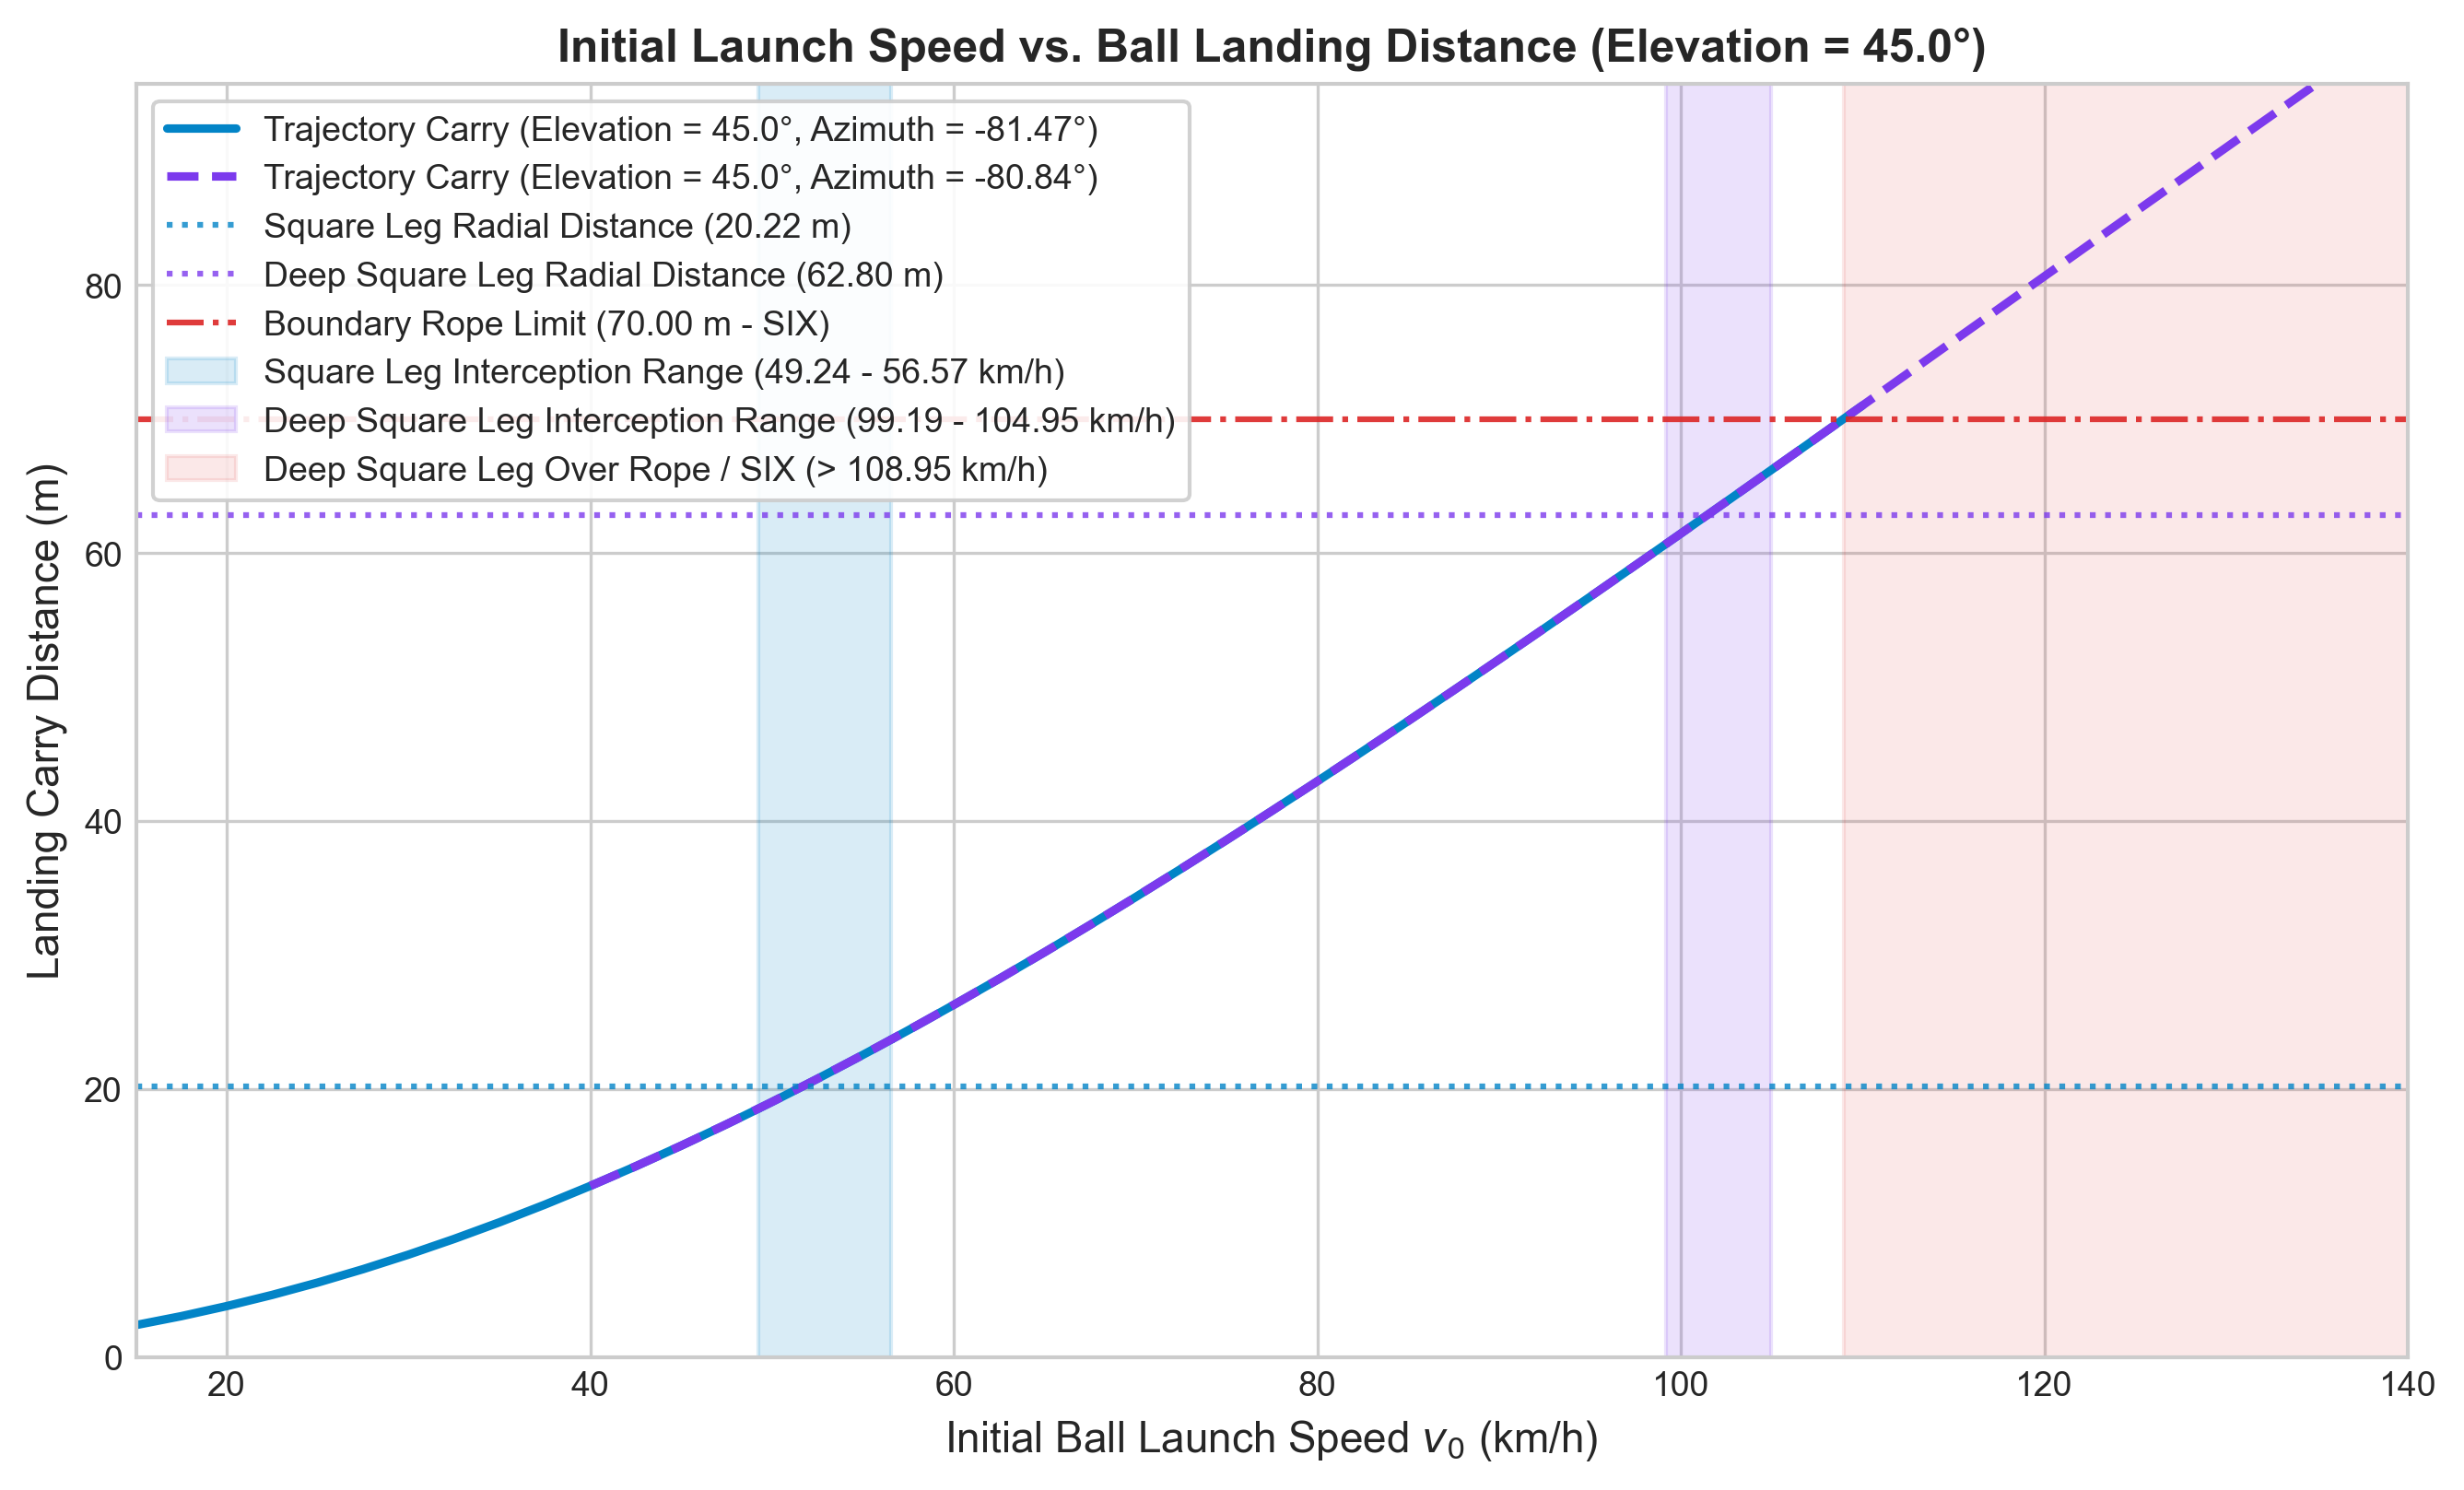 Initial Launch Speed vs. Ball Landing Distance (Elevation = 45.0°)
Trajectory Carry (Elevation = 45.0°, Azimuth = -81.47°)
Trajectory Carry (Elevation = 45.0°, Azimuth = -80.84°)
Square Leg Radial Distance (20.22 m)
Deep Square Leg Radial Distance (62.80 m)
Boundary Rope Limit (70.00 m - SIX)
Square Leg Interception Range (49.24 - 56.57 km/h)
Deep Square Leg Interception Range (99.19 - 104.95 km/h)
Deep Square Leg Over Rope / SIX (> 108.95 km/h)
Landing Carry Distance (m)
80
60
40
20
0
20 40 60 80 100 120 140
Initial Ball Launch Speed v₀ (km/h)